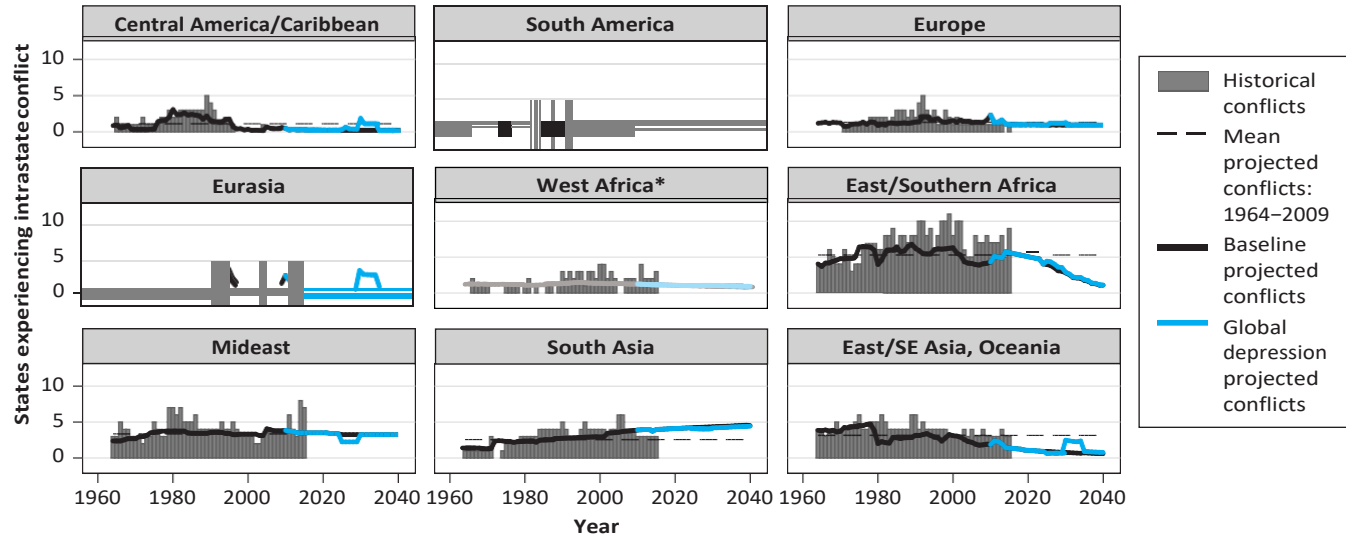 States experiencing intrastate conflict
Central America/Caribbean
South America
Europe
10
5
0
Eurasia
West Africa*
East/Southern Africa
10
5
0
Mideast
South Asia
East/SE Asia, Oceania
10
5
0
1960 1980 2000 2020 2040
1960 1980 2000 2020 2040
1960 1980 2000 2020 2040
Year
Historical
conflicts
Mean
projected
conflicts:
1964–2009
Baseline
projected
conflicts
Global
depression
projected
conflicts